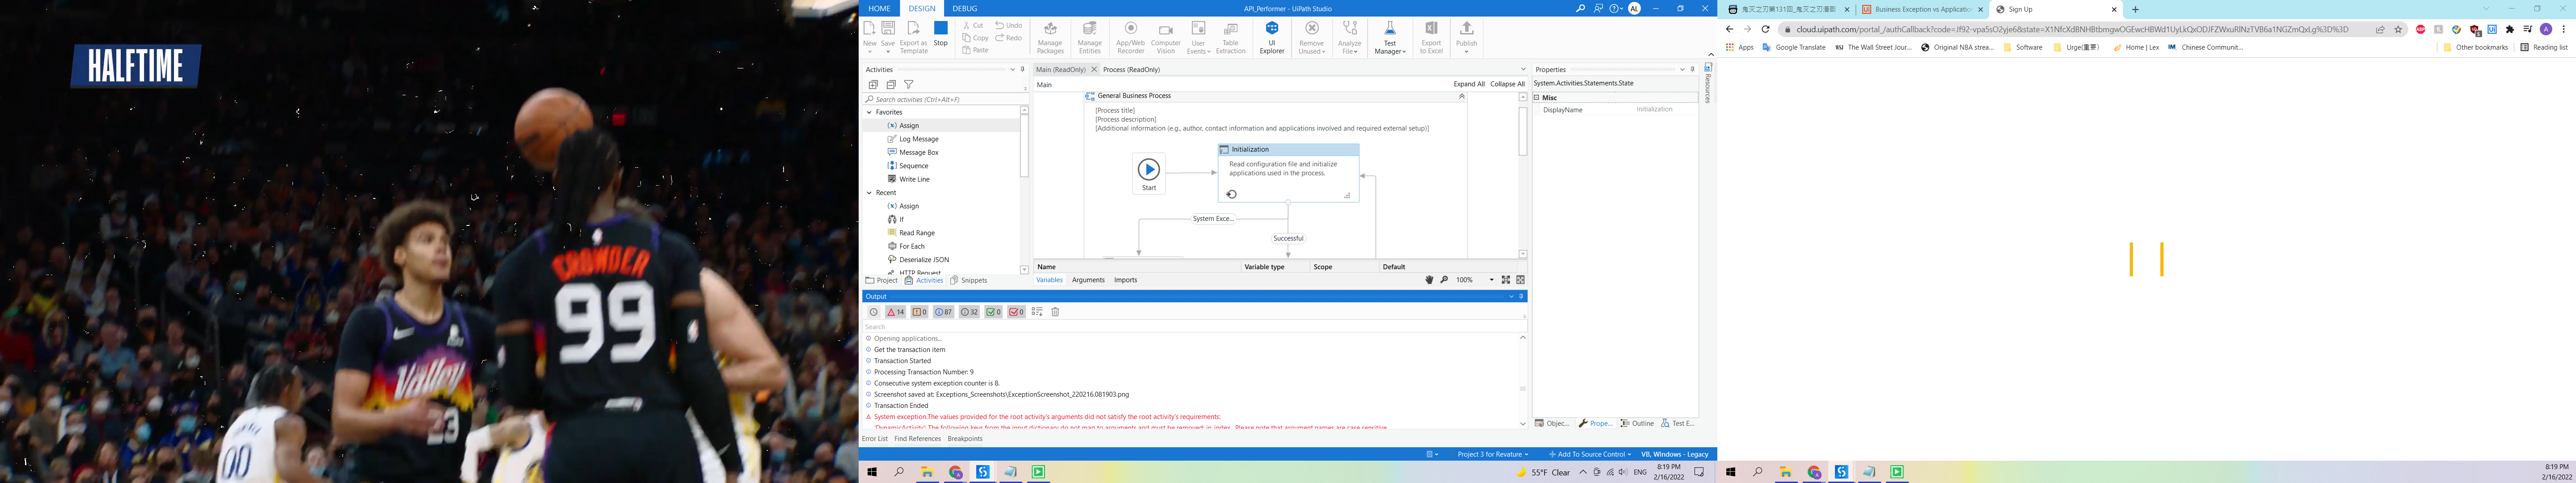 HALFTIME
CROWDER
99
Valley
23
00
HOME
DESIGN
DEBUG
API_Performer - UiPath Studio
AL
New
Save
Export as Template
Stop
Cut
Copy
Paste
Undo
Redo
Manage Packages
Manage Entities
App/Web Recorder
Computer Vision
User Events
Table Extraction
UI Explorer
Remove Unused
Analyze File
Test Manager
Export to Excel
Publish
Activities
Search activities (Ctrl+Alt+F)
Favorites
Assign
Log Message
Message Box
Sequence
Write Line
Recent
Assign
If
Read Range
For Each
Deserialize JSON
HTTP Request
Project
Activities
Snippets
Main (ReadOnly)
Process (ReadOnly)
Main
Expand All
Collapse All
General Business Process
[Process title]
[Process description]
[Additional information (e.g., author, contact information and applications involved and required external setup)]
Start
Initialization
Read configuration file and initialize
applications used in the process.
System Exce...
Successful
Name
Variable type
Scope
Default
Variables
Arguments
Imports
100%
Output
14
0
87
32
0
0
Search
Opening applications...
Get the transaction item
Transaction Started
Processing Transaction Number: 9
Consecutive system exception counter is 8.
Screenshot saved at: Exceptions_Screenshots\ExceptionScreenshot_220216.081903.png
Transaction Ended
System exception.The values provided for the root activity's arguments did not satisfy the root activity's requirements:
'DynamicActivity': The following keys from the input dictionary do not map to arguments and must be removed: in_index. Please note that argument names are case sensitive.
Error List
Find References
Breakpoints
Properties
System.Activities.Statements.State
Misc
DisplayName
Initialization
Resources
Objec...
Prope...
Outline
Test E...
Project 3 for Revature
Add To Source Control
VB, Windows - Legacy
55°F Clear
ENG
8:19 PM
2/16/2022
鬼灭之刃第131回_鬼灭之刃漫画
Business Exception vs Application
Sign Up
cloud.uipath.com/portal_/authCallback?code=Jf92-vpa5sO2yje6&state=X1NfcXdBNHBtbmgwOGEwcHBWd1UyLkQxODJFZWxuRlNzTVB6a1NGZmQxLg%3D%3D
Apps
Google Translate
The Wall Street Jour...
Original NBA strea...
Software
Urge(重要)
Home | Lex
Chinese Communit...
Other bookmarks
Reading list
8:19 PM
2/16/2022